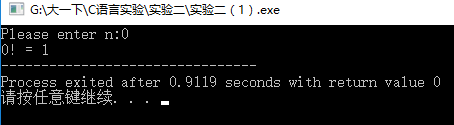 G:\大一下\C语言实验\实验二\实验二（1）.exe
Please enter n:0
0! = 1
--------------------------------
Process exited after 0.9119 seconds with return value 0
请按任意键继续. . .